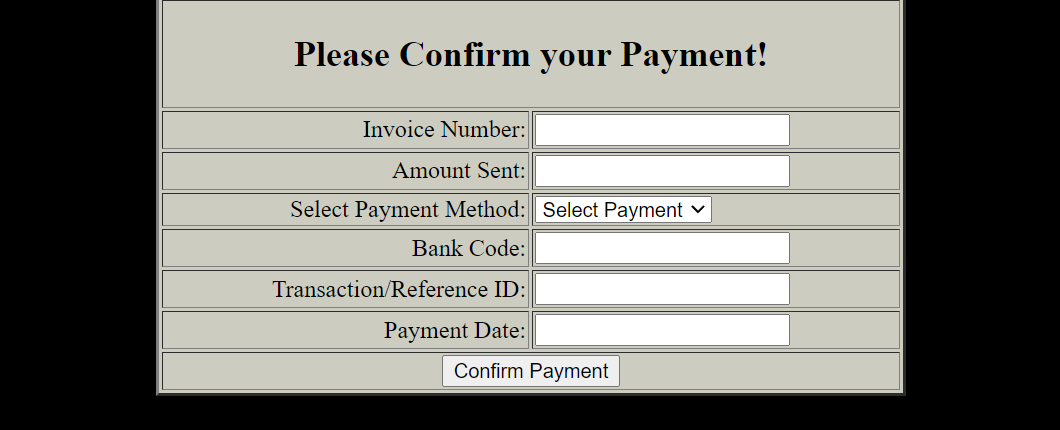 Please Confirm your Payment!
Invoice Number:
Amount Sent:
Select Payment Method: Select Payment
Bank Code:
Transaction/Reference ID:
Payment Date:
Confirm Payment